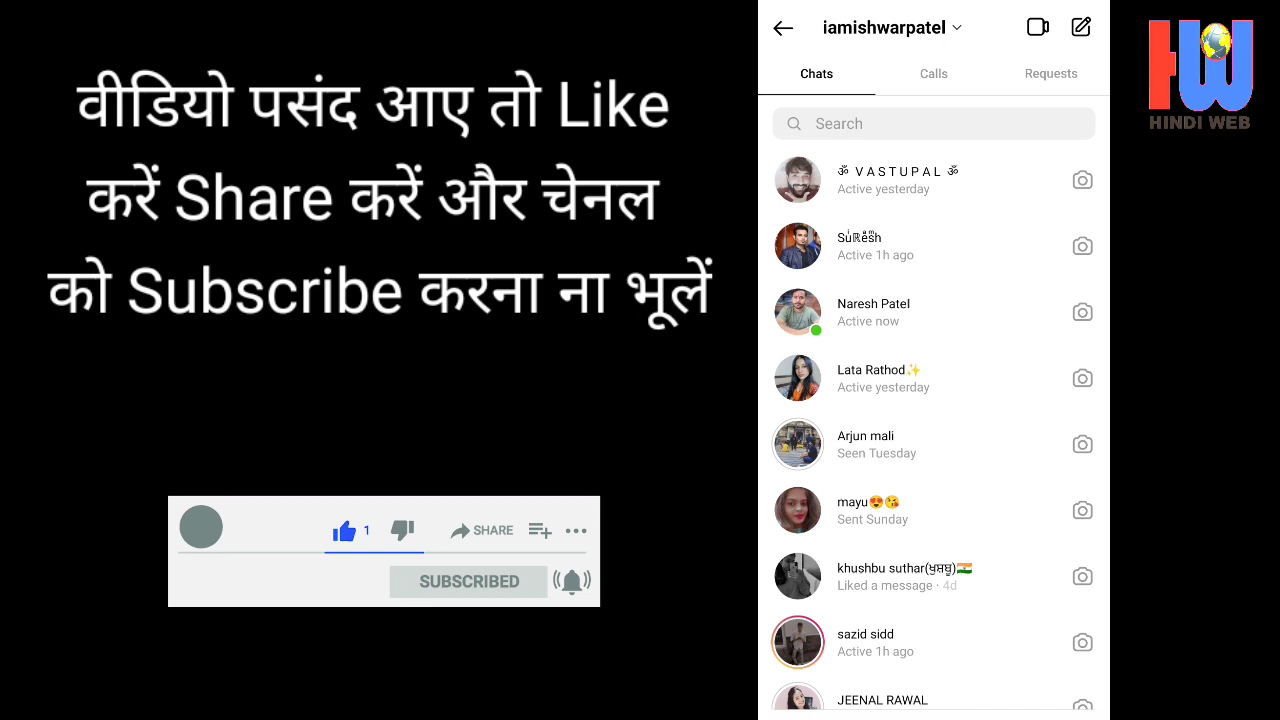 वीडियो पसंद आए तो Like
करें Share करें और चेनल
को Subscribe करना ना भूलें
1
SHARE
SUBSCRIBED
iamishwarpatel
Chats Calls Requests
Search
ॐ V A S T U P A L ॐ
Active yesterday
Active 1h ago
Naresh Patel
Active now
Lata Rathod✨
Active yesterday
Arjun mali
Seen Tuesday
mayu😍😘
Sent Sunday
khushbu suthar(ਖੁਸ਼ਬੂ)🇮🇳
Liked a message · 4d
sazid sidd
Active 1h ago
JEENAL RAWAL
HW
HINDI WEB